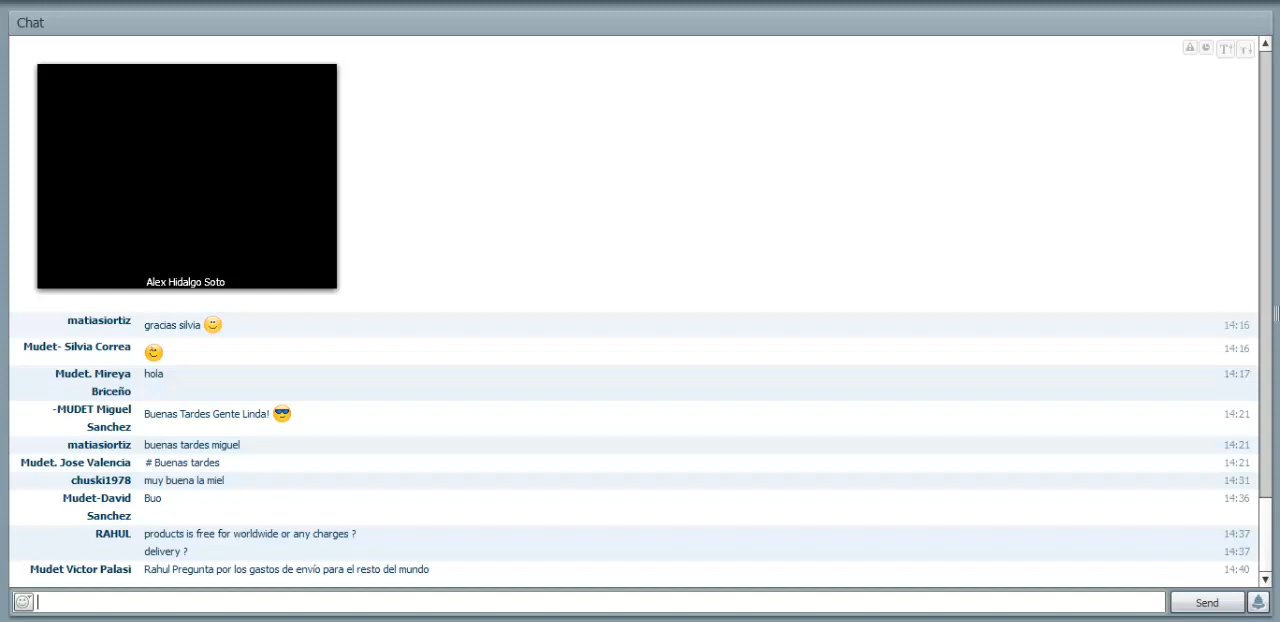 Chat
Alex Hidalgo Soto
matiasiortiz gracias silvia 14:16
Mudet- Silvia Correa 14:16
Mudet. Mireya hola 14:17
Briceño
-MUDET Miguel Buenas Tardes Gente Linda! 14:21
Sanchez
matiasiortiz buenas tardes miguel 14:21
Mudet. Jose Valencia # Buenas tardes 14:21
chuski1978 muy buena la miel 14:31
Mudet-David Buo 14:36
Sanchez
RAHUL products is free for worldwide or any charges ? 14:37
delivery ? 14:37
Mudet Victor Palasi Rahul Pregunta por los gastos de envío para el resto del mundo 14:40
Send